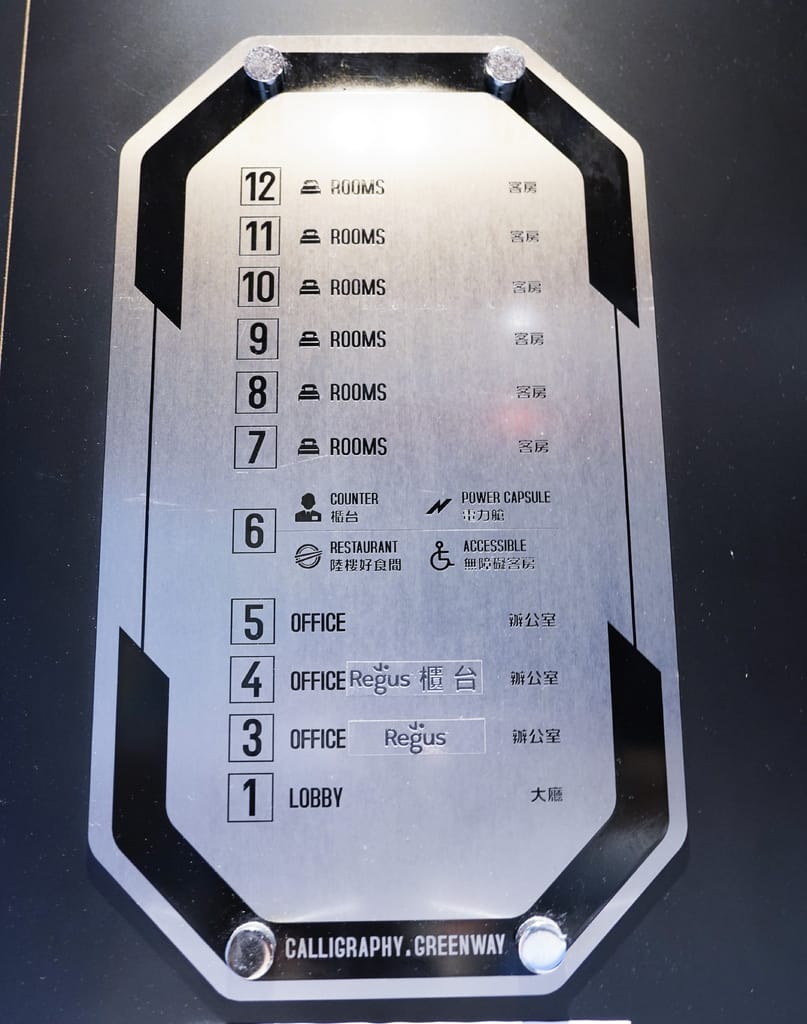 12 ROOMS 客房
11 ROOMS 客房
10 ROOMS 客房
9 ROOMS 客房
8 ROOMS 客房
7 ROOMS 客房
6
COUNTER POWER CAPSULE
櫃台 電力艙
RESTAURANT ACCESSIBLE
陸樓好食間 無障礙客房
5 OFFICE 辦公室
4 OFFICE Regus 櫃台 辦公室
3 OFFICE Regus 辦公室
1 LOBBY 大廳
CALLIGRAPHY.GREENWAY